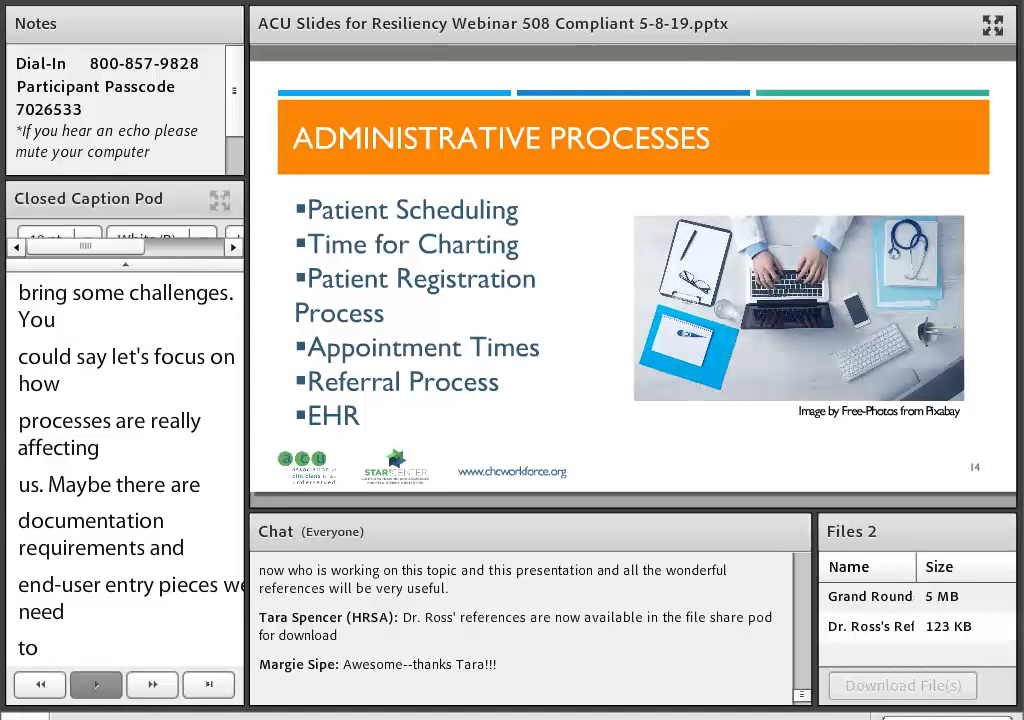 Notes
Dial-In 800-857-9828
Participant Passcode
7026533
*If you hear an echo please
mute your computer
Closed Caption Pod
bring some challenges.
You
could say let's focus on
how
processes are really
affecting
us. Maybe there are
documentation
requirements and
end-user entry pieces we
need
to
ACU Slides for Resiliency Webinar 508 Compliant 5-8-19.pptx
ADMINISTRATIVE PROCESSES
▪Patient Scheduling
▪Time for Charting
▪Patient Registration
Process
▪Appointment Times
▪Referral Process
▪EHR
Image by Free-Photos from Pixabay
acu
STAR²CENTER
www.chcworkforce.org
14
Chat (Everyone)
now who is working on this topic and this presentation and all the wonderful
references will be very useful.
Tara Spencer (HRSA): Dr. Ross' references are now available in the file share pod
for download
Margie Sipe: Awesome--thanks Tara!!!
Files 2
Name Size
Grand Round 5 MB
Dr. Ross's Ref 123 KB
Download File(s)